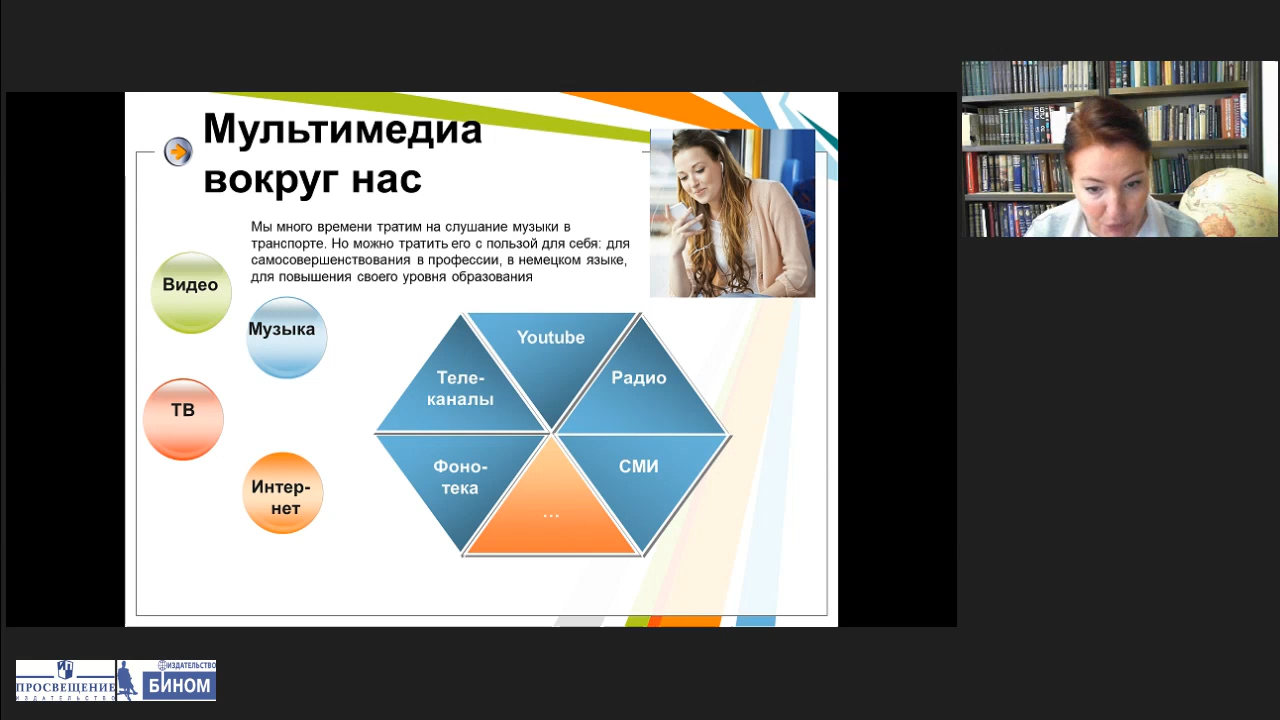 Мультимедиа
вокруг нас
Мы много времени тратим на слушание музыки в
транспорте. Но можно тратить его с пользой для себя: для
самосовершенствования в профессии, в немецком языке,
для повышения своего уровня образования
Видео
Музыка
ТВ
Интер-
нет
Youtube
Теле-
каналы
Радио
Фоно-
тека
СМИ
...
ПРОСВЕЩЕНИЕ
ИЗДАТЕЛЬСТВО
ИЗДАТЕЛЬСТВО
БИНОМ